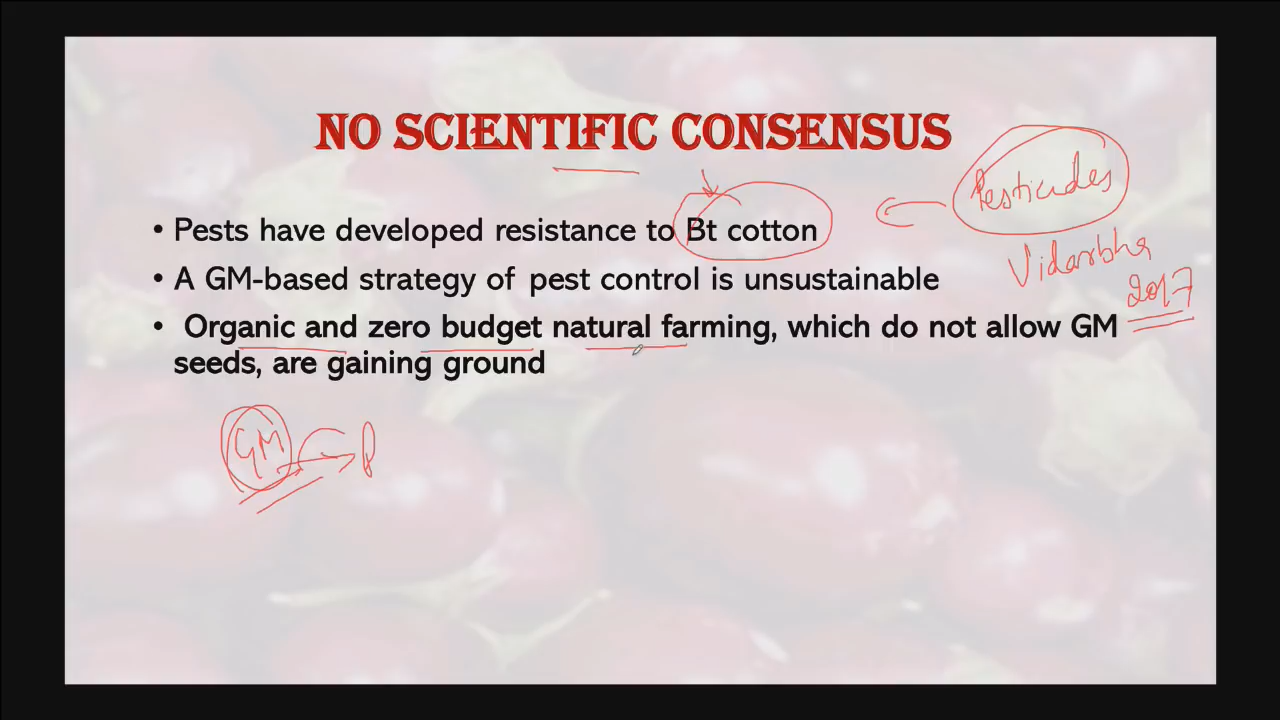 NO SCIENTIFIC CONSENSUS
Pesticides
• Pests have developed resistance to Bt cotton
Vidarbha
• A GM-based strategy of pest control is unsustainable
2017
• Organic and zero budget natural farming, which do not allow GM
seeds, are gaining ground
GM